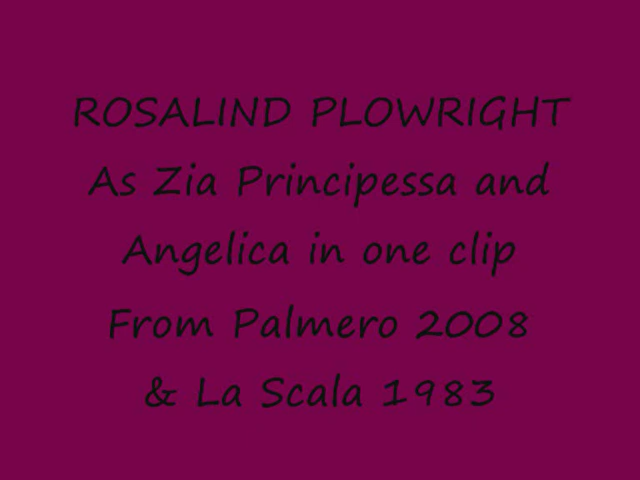 ROSALIND PLOWRIGHT
As Zia Principessa and
Angelica in one clip
From Palmero 2008
& La Scala 1983